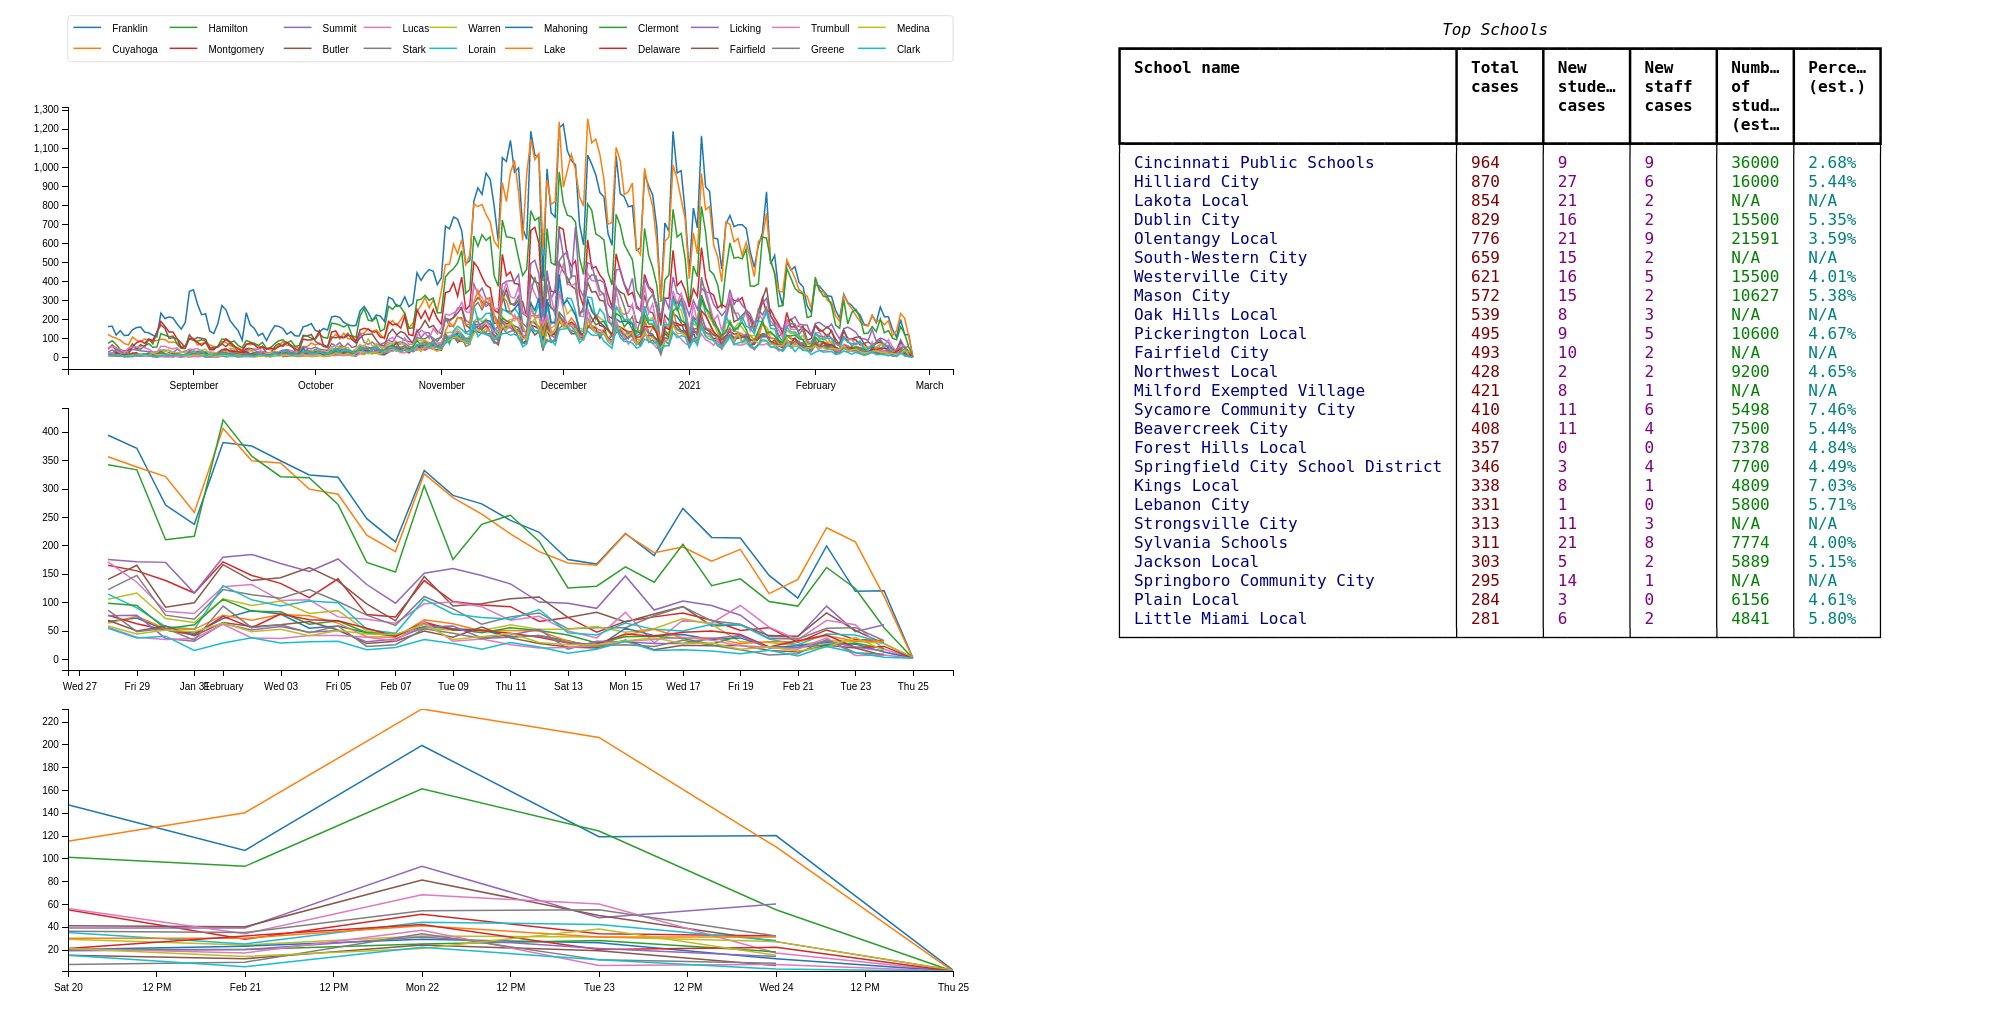 Franklin Hamilton Summit Lucas Warren Mahoning Clermont Licking Trumbull Medina
Cuyahoga Montgomery Butler Stark Lorain Lake Delaware Fairfield Greene Clark
1,300
1,200
1,100
1,000
900
800
700
600
500
400
300
200
100
0
September October November December 2021 February March
400
350
300
250
200
150
100
50
0
Wed 27 Fri 29 Jan 31 February Wed 03 Fri 05 Feb 07 Tue 09 Thu 11 Sat 13 Mon 15 Wed 17 Fri 19 Feb 21 Tue 23 Thu 25
220
200
180
160
140
120
100
80
60
40
20
Sat 20 12 PM Feb 21 12 PM Mon 22 12 PM Tue 23 12 PM Wed 24 12 PM Thu 25
Top Schools
School name Total New New Numb… Perce…
cases stude… staff of (est.)
cases cases stud…
(est…
Cincinnati Public Schools 964 9 9 36000 2.68%
Hilliard City 870 27 6 16000 5.44%
Lakota Local 854 21 2 N/A N/A
Dublin City 829 16 2 15500 5.35%
Olentangy Local 776 21 9 21591 3.59%
South-Western City 659 15 2 N/A N/A
Westerville City 621 16 5 15500 4.01%
Mason City 572 15 2 10627 5.38%
Oak Hills Local 539 8 3 N/A N/A
Pickerington Local 495 9 5 10600 4.67%
Fairfield City 493 10 2 N/A N/A
Northwest Local 428 2 2 9200 4.65%
Milford Exempted Village 421 8 1 N/A N/A
Sycamore Community City 410 11 6 5498 7.46%
Beavercreek City 408 11 4 7500 5.44%
Forest Hills Local 357 0 0 7378 4.84%
Springfield City School District 346 3 4 7700 4.49%
Kings Local 338 8 1 4809 7.03%
Lebanon City 331 1 0 5800 5.71%
Strongsville City 313 11 3 N/A N/A
Sylvania Schools 311 21 8 7774 4.00%
Jackson Local 303 5 2 5889 5.15%
Springboro Community City 295 14 1 N/A N/A
Plain Local 284 3 0 6156 4.61%
Little Miami Local 281 6 2 4841 5.80%